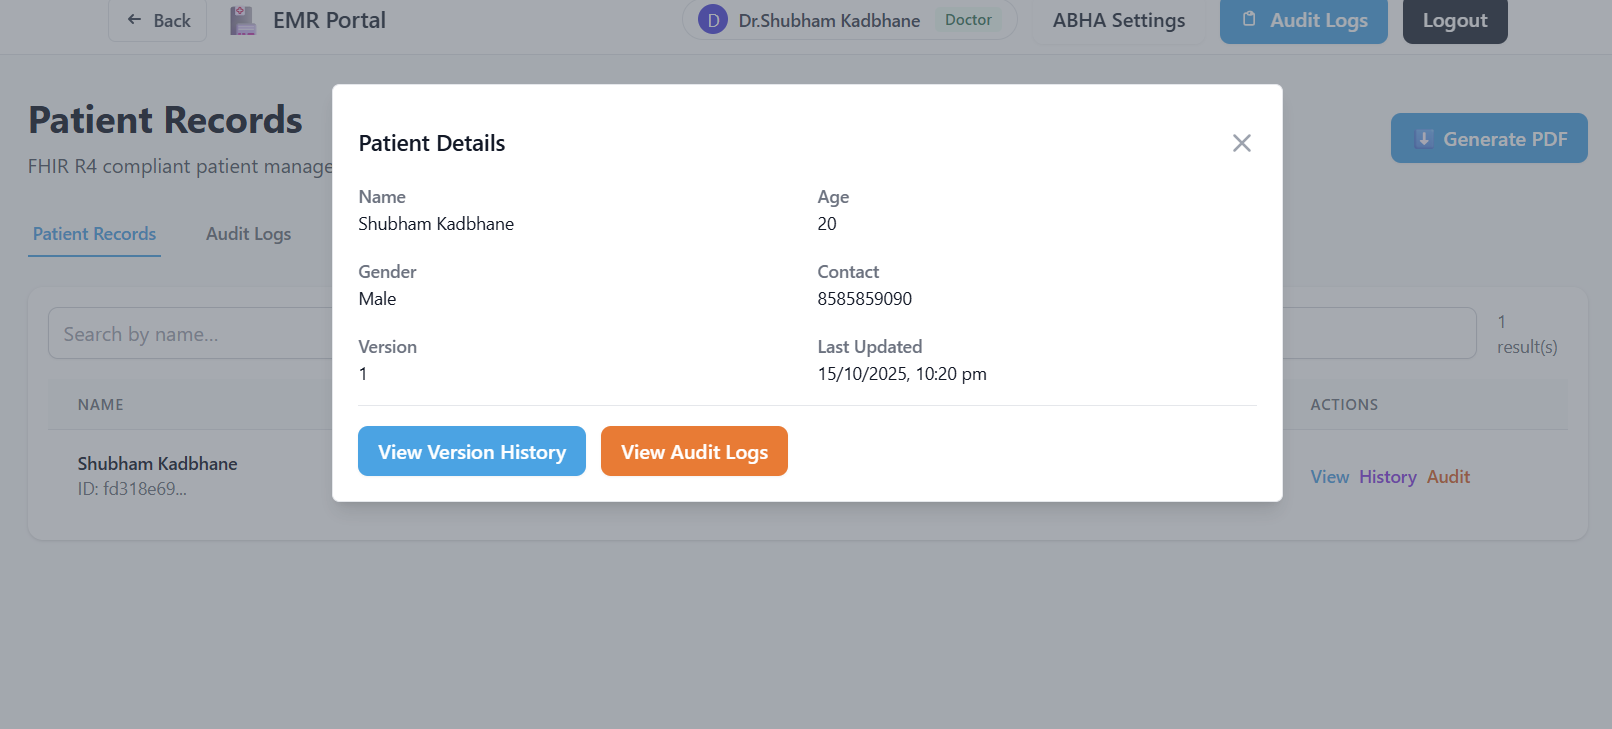 ← Back
EMR Portal
D Dr.Shubham Kadbhane Doctor
ABHA Settings
Audit Logs
Logout
Patient Records
FHIR R4 compliant patient manage
Generate PDF
Patient Records
Audit Logs
Search by name...
1
result(s)
NAME
ACTIONS
Shubham Kadbhane
ID: fd318e69...
View History Audit
Patient Details
Name
Shubham Kadbhane
Age
20
Gender
Male
Contact
8585859090
Version
1
Last Updated
15/10/2025, 10:20 pm
View Version History
View Audit Logs